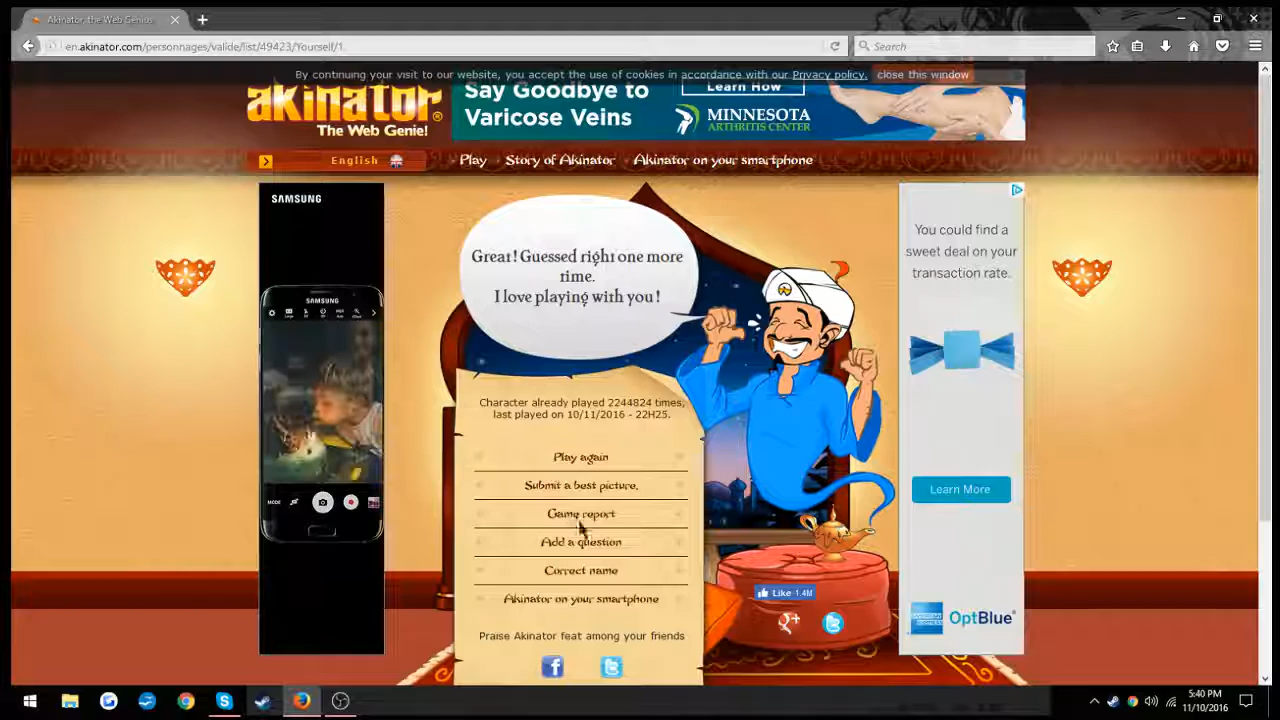 Akinator, the Web Genius
en.akinator.com/personnages/valide/list/49423/Yourself/1
Search
By continuing your visit to our website, you accept the use of cookies in accordance with our Privacy policy. close this window
akinator®
The Web Genie!
Say Goodbye to
Varicose Veins
Learn How
MINNESOTA
ARTHRITIS CENTER
English
Play
Story of Akinator
Akinator on your smartphone
SAMSUNG
SAMSUNG
MODE
Great! Guessed right one more
time.
I love playing with you!
Character already played 2244824 times,
last played on 10/11/2016 - 22H25.
Play again
Submit a best picture.
Game report
Add a question
Correct name
Akinator on your smartphone
Praise Akinator feat among your friends
Like 1.4M
You could find a
sweet deal on your
transaction rate.
Learn More
OptBlue®
5:40 PM
11/10/2016